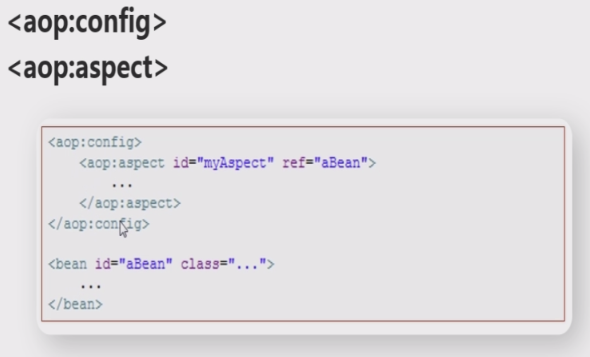 <aop:config>
<aop:aspect>
<aop:config>
<aop:aspect id="myAspect" ref="aBean">
...
</aop:aspect>
</aop:config>
<bean id="aBean" class="...">
...
</bean>